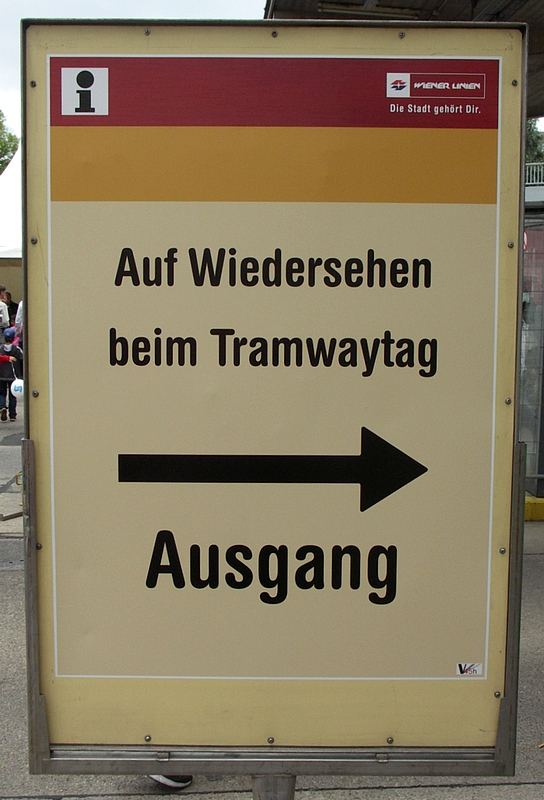 i
WIENER LINIEN
Die Stadt gehört Dir.
Auf Wiedersehen
beim Tramwaytag
Ausgang